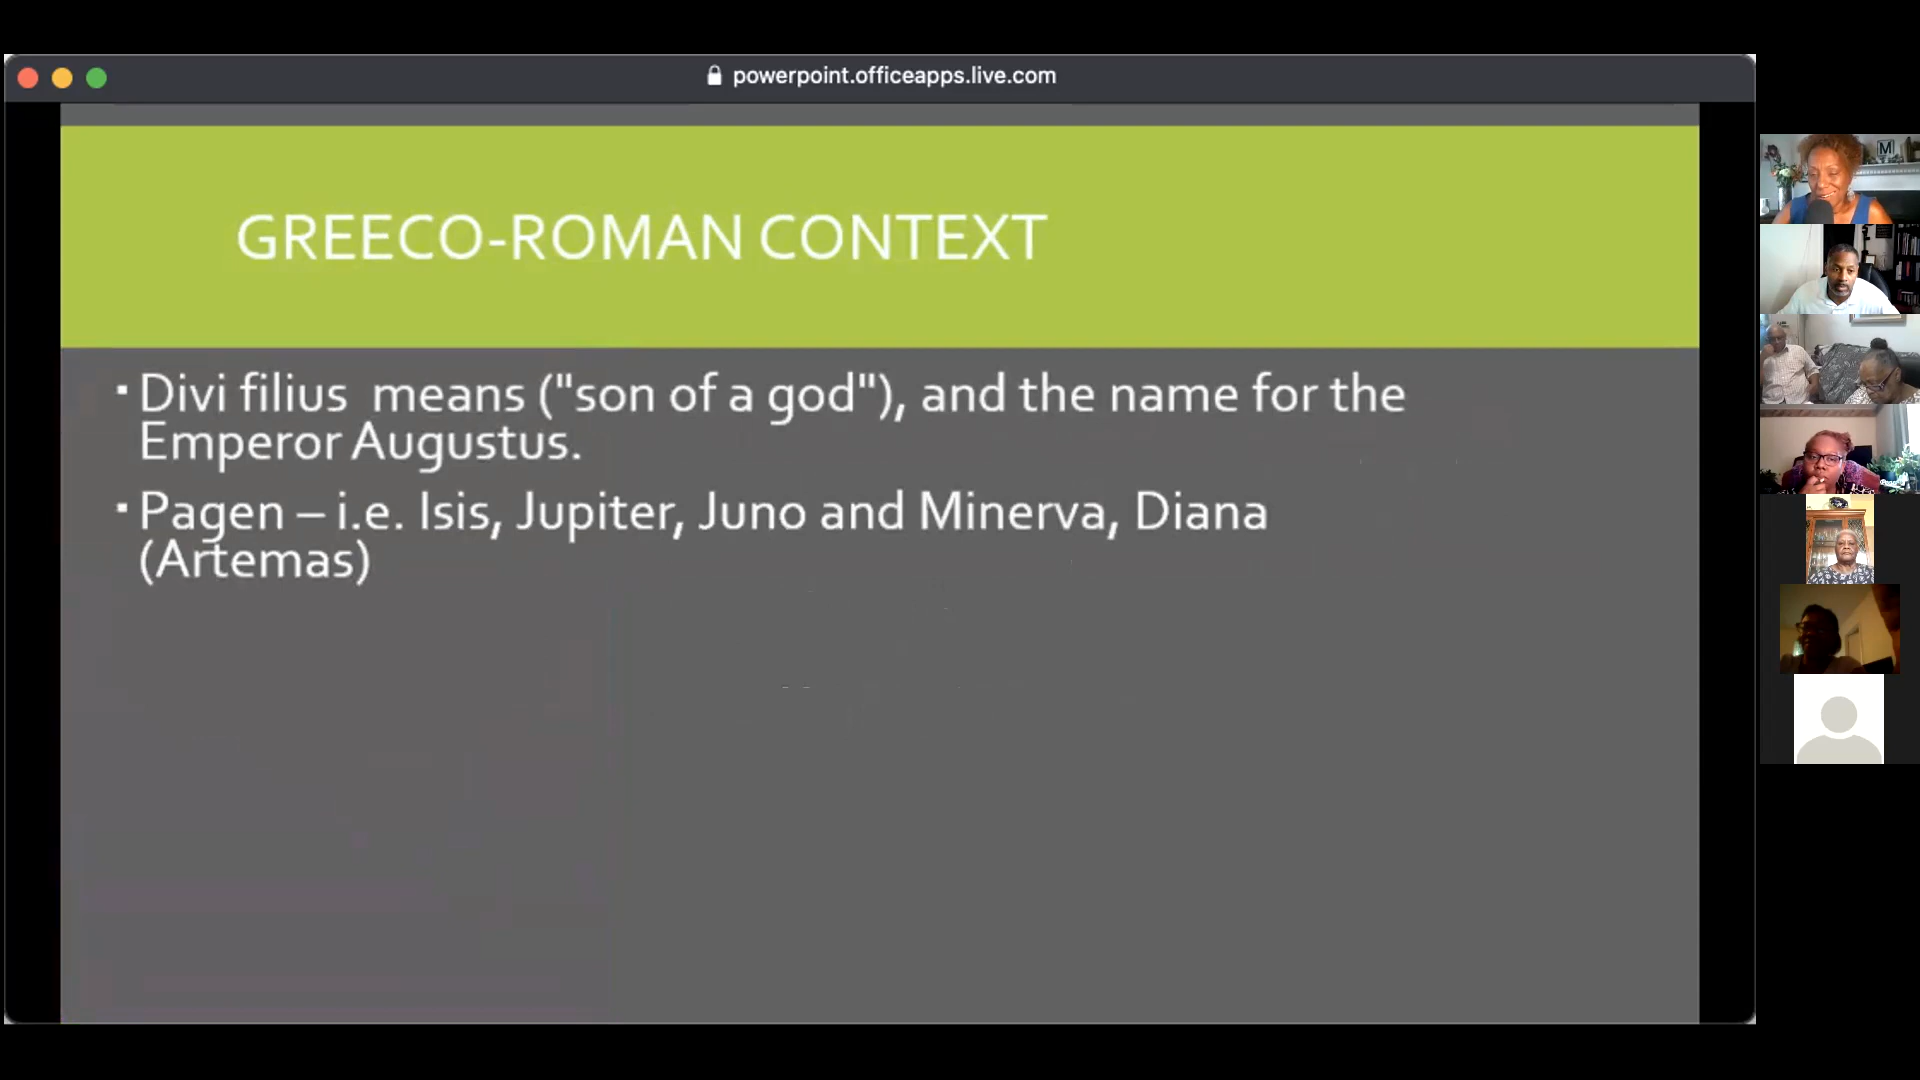 powerpoint.officeapps.live.com
GREECO-ROMAN CONTEXT
▪ Divi filius  means ("son of a god"), and the name for the
Emperor Augustus.
▪ Pagen – i.e. Isis, Jupiter, Juno and Minerva, Diana
(Artemas)
M